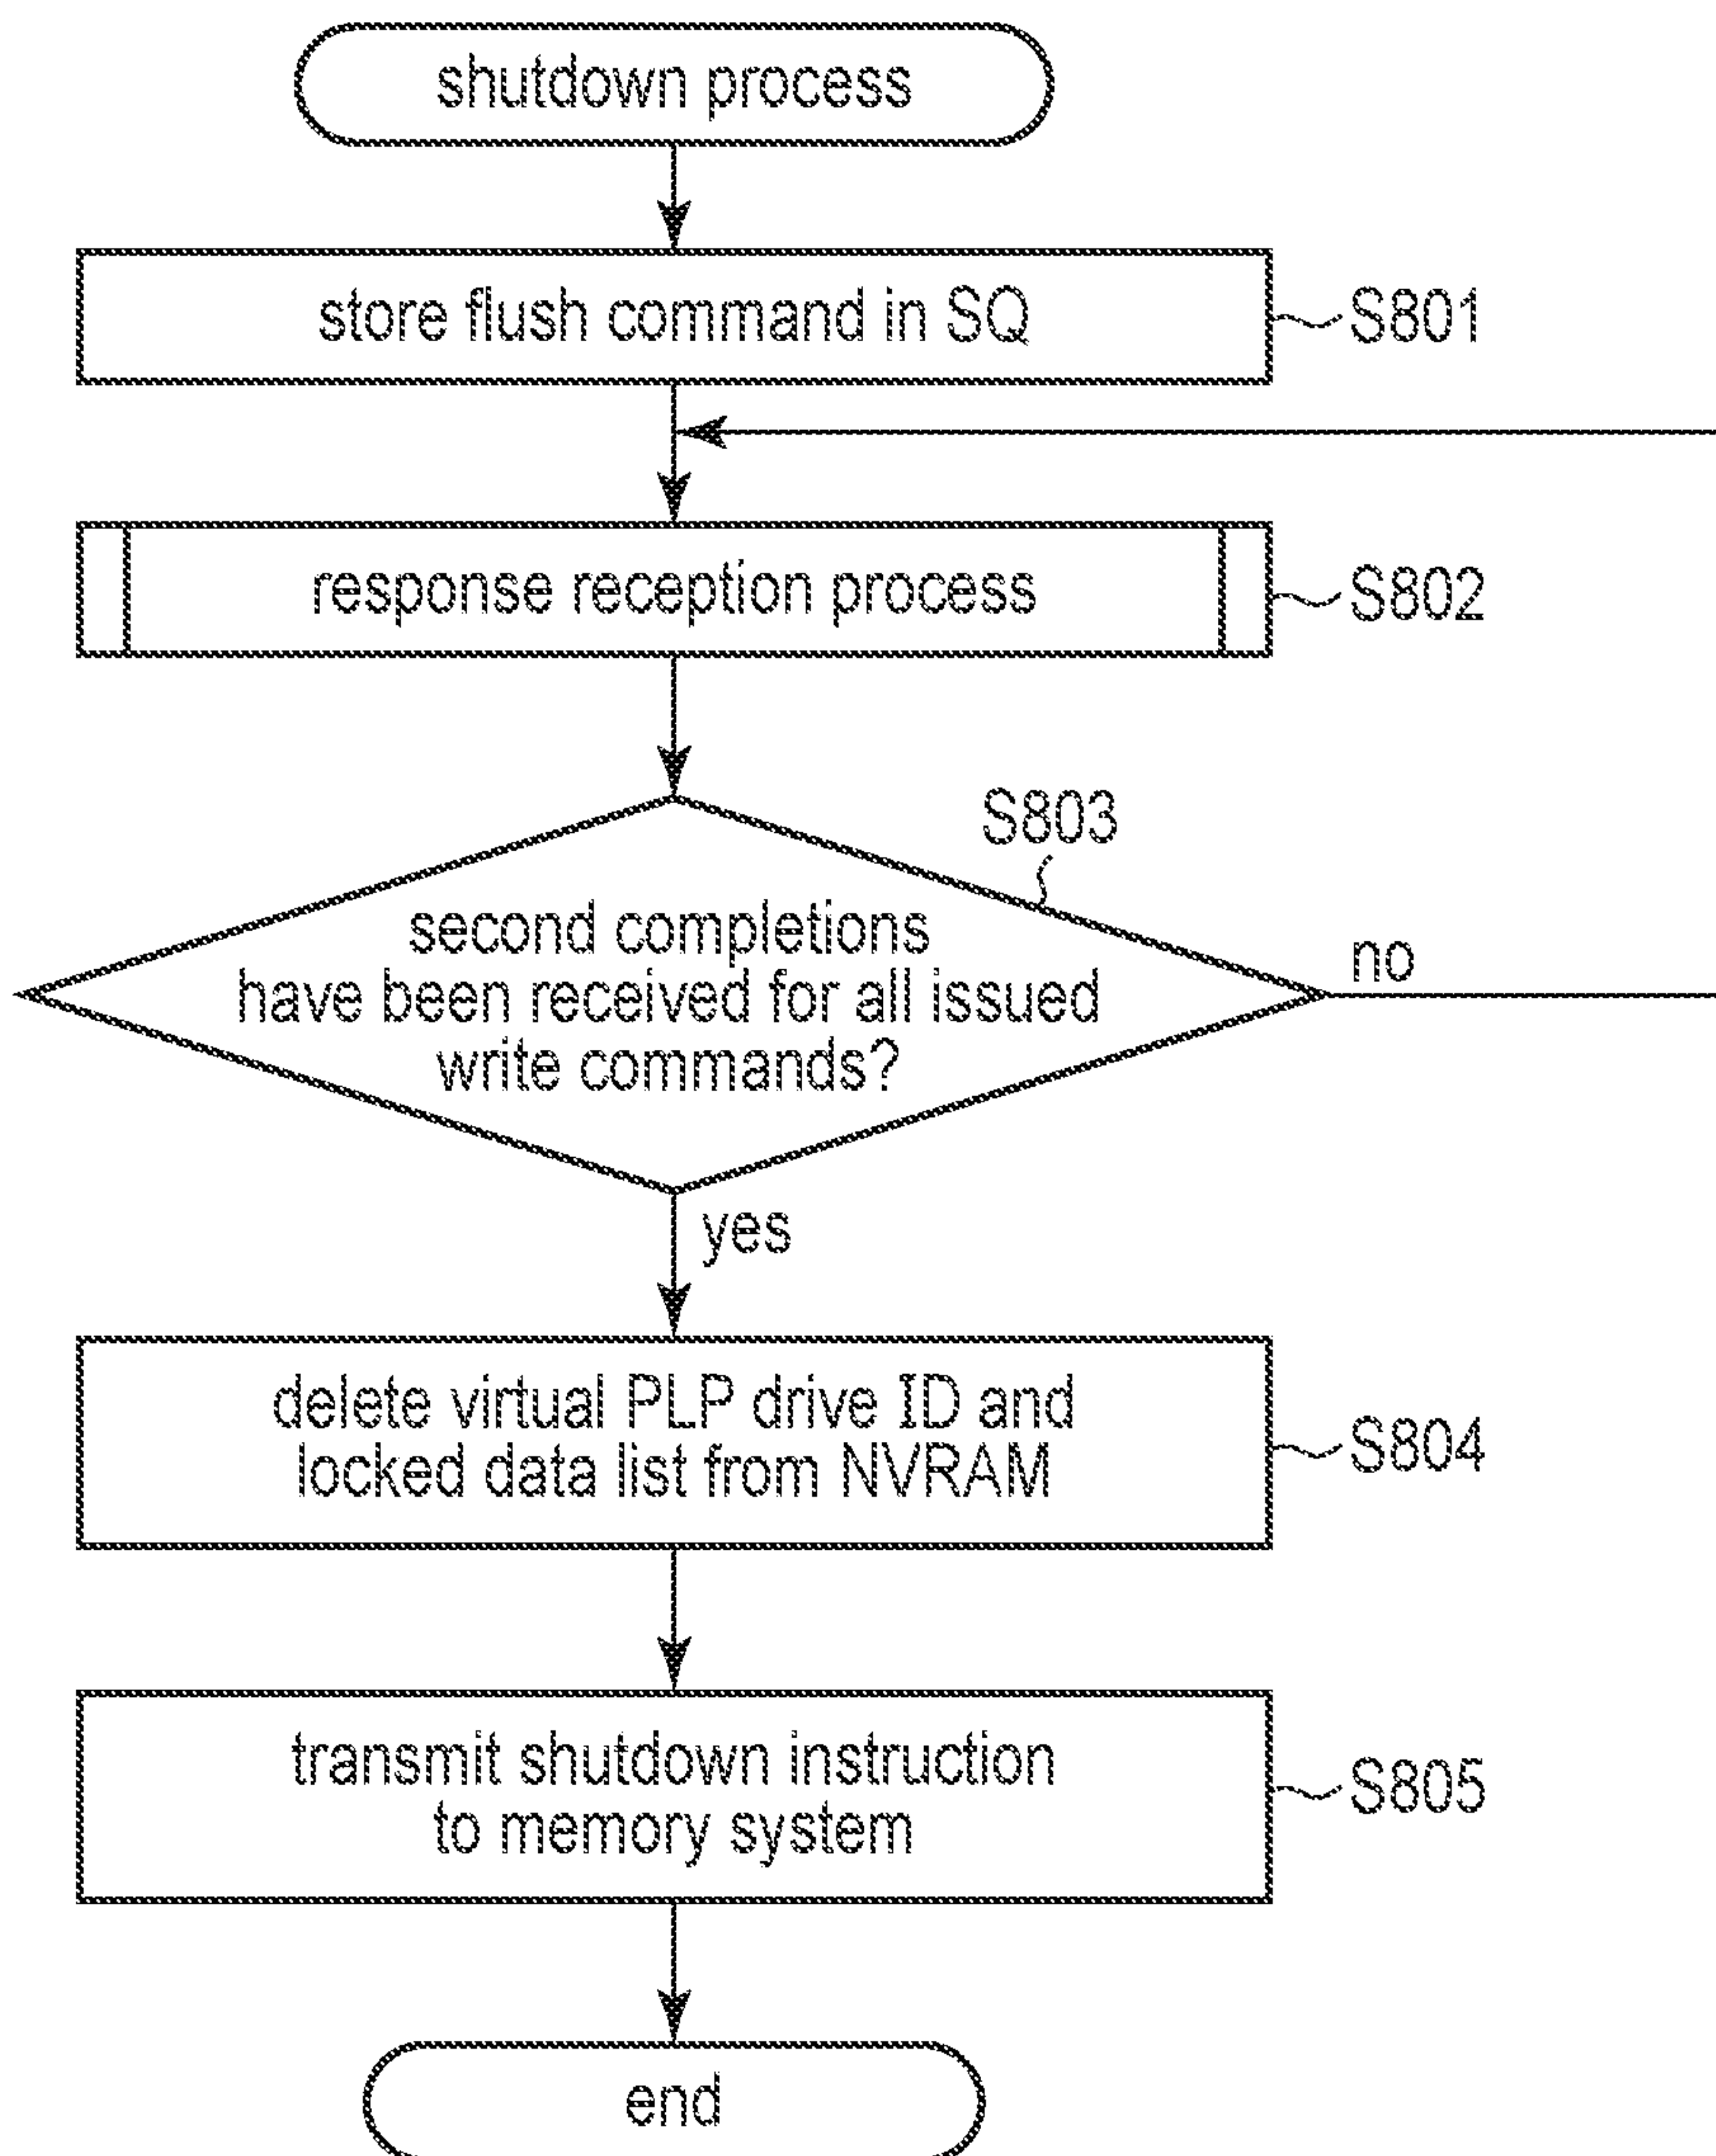 shutdown process
store flush command in SQ
S801
response reception process
S802
S803
second completions
have been received for all issued
write commands?
no
yes
delete virtual PLP drive ID and
locked data list from NVRAM
S804
transmit shutdown instruction
to memory system
S805
end